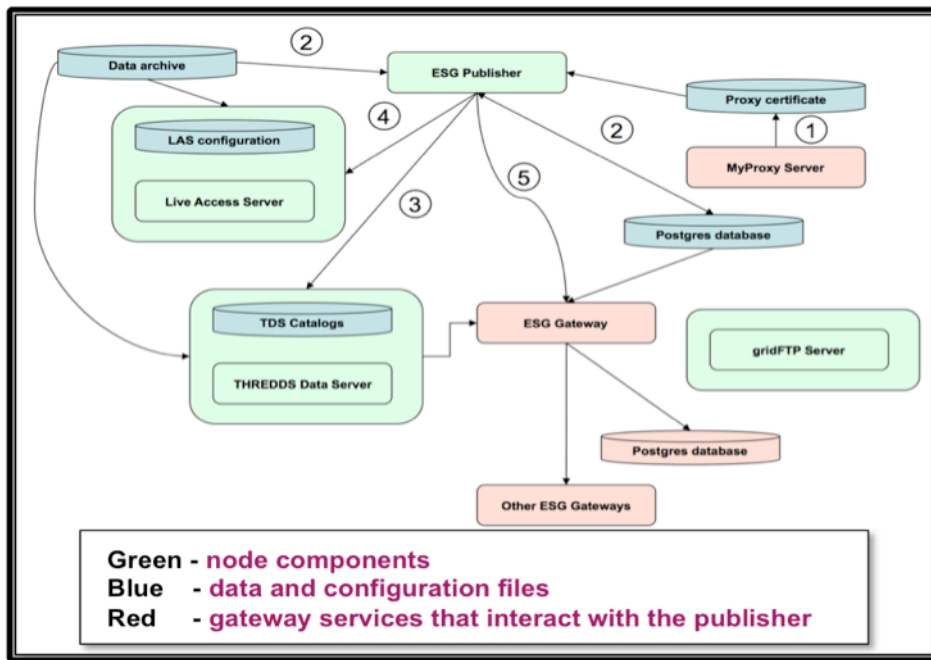 ②
Data archive
ESG Publisher
Proxy certificate
④
②
①
LAS configuration
MyProxy Server
Live Access Server
⑤
③
Postgres database
TDS Catalogs
ESG Gateway
gridFTP Server
THREDDS Data Server
Postgres database
Other ESG Gateways
Green - node components
Blue - data and configuration files
Red - gateway services that interact with the publisher